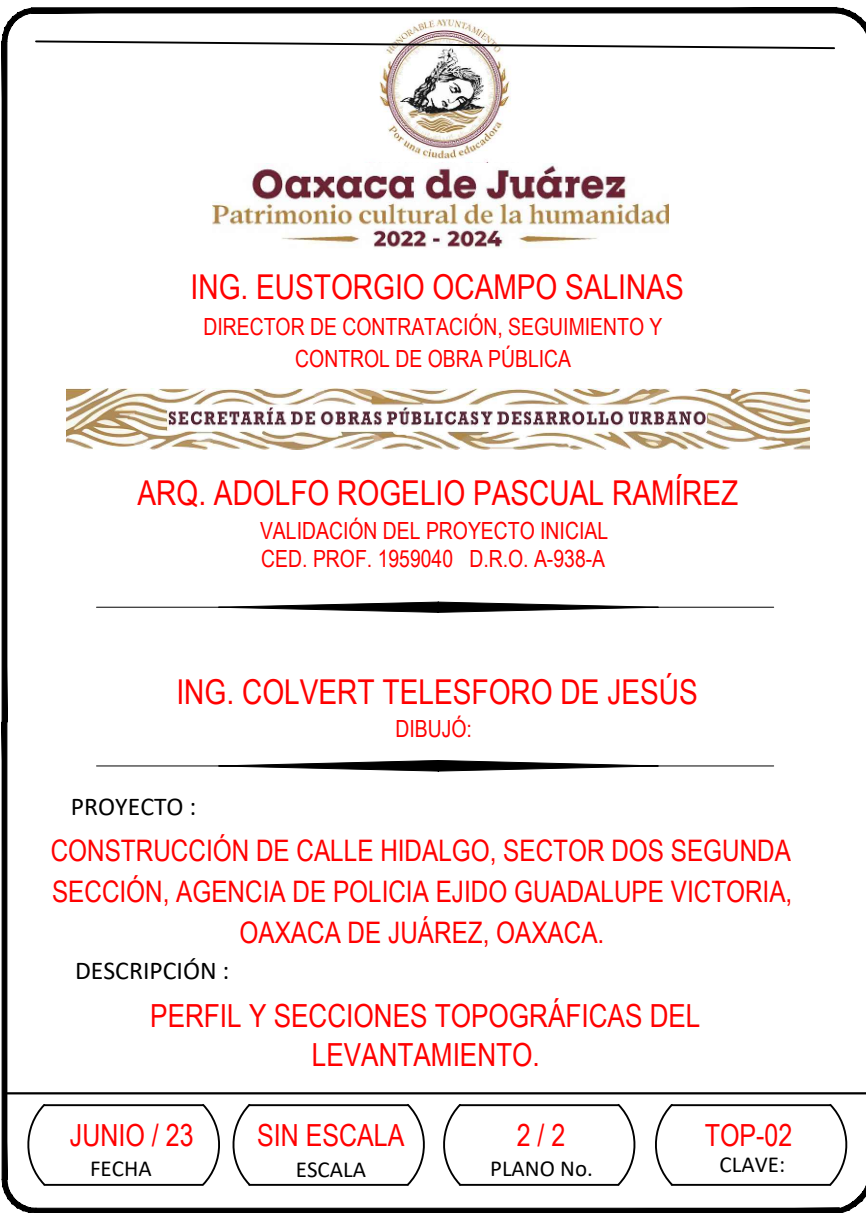 HONORABLE AYUNTAMIENTO
Por una ciudad educadora
Oaxaca de Juárez
Patrimonio cultural de la humanidad
2022 - 2024
ING. EUSTORGIO OCAMPO SALINAS
DIRECTOR DE CONTRATACIÓN, SEGUIMIENTO Y
CONTROL DE OBRA PÚBLICA
SECRETARÍA DE OBRAS PÚBLICAS Y DESARROLLO URBANO
ARQ. ADOLFO ROGELIO PASCUAL RAMÍREZ
VALIDACIÓN DEL PROYECTO INICIAL
CED. PROF. 1959040 D.R.O. A-938-A
ING. COLVERT TELESFORO DE JESÚS
DIBUJÓ:
PROYECTO :
CONSTRUCCIÓN DE CALLE HIDALGO, SECTOR DOS SEGUNDA
SECCIÓN, AGENCIA DE POLICIA EJIDO GUADALUPE VICTORIA,
OAXACA DE JUÁREZ, OAXACA.
DESCRIPCIÓN :
PERFIL Y SECCIONES TOPOGRÁFICAS DEL
LEVANTAMIENTO.
JUNIO / 23 SIN ESCALA 2 / 2 TOP-02
FECHA ESCALA PLANO No. CLAVE: